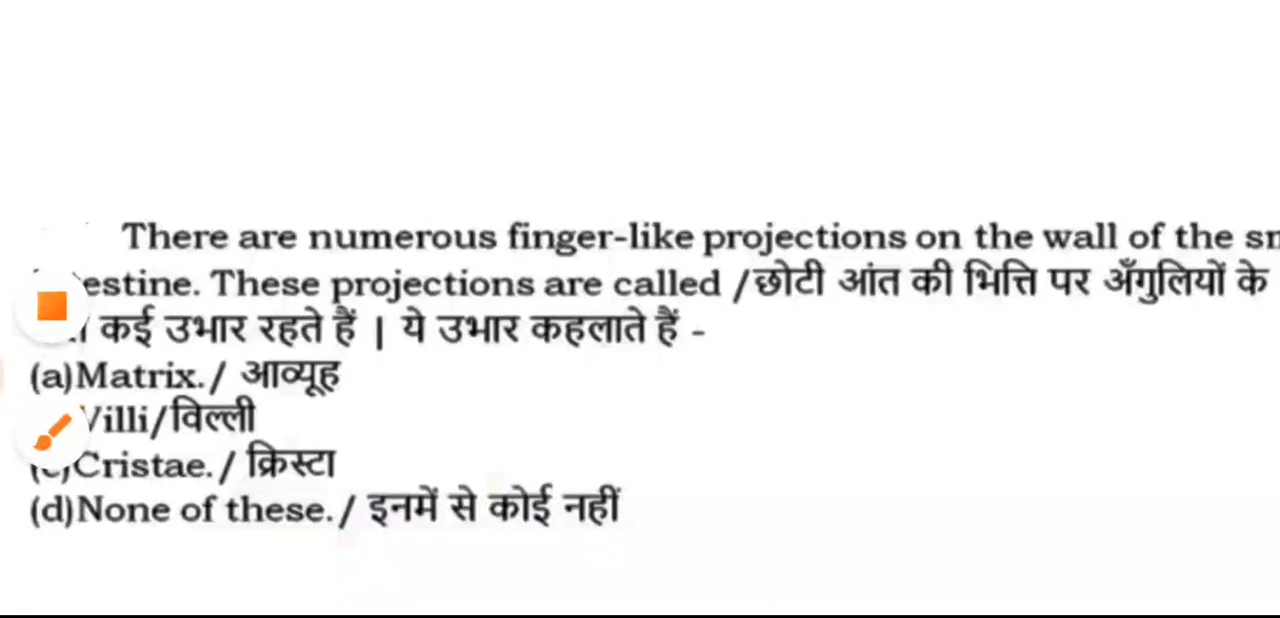 There are numerous finger-like projections on the wall of the
These projections are called /छोटी आंत की भित्ति पर अँगुलियों के
कई उभार रहते हैं | ये उभार कहलाते हैं -
(a)Matrix./ आव्यूह
Villi/विल्ली
(c)Cristae./ क्रिस्टा
(d)None of these./ इनमें से कोई नहीं